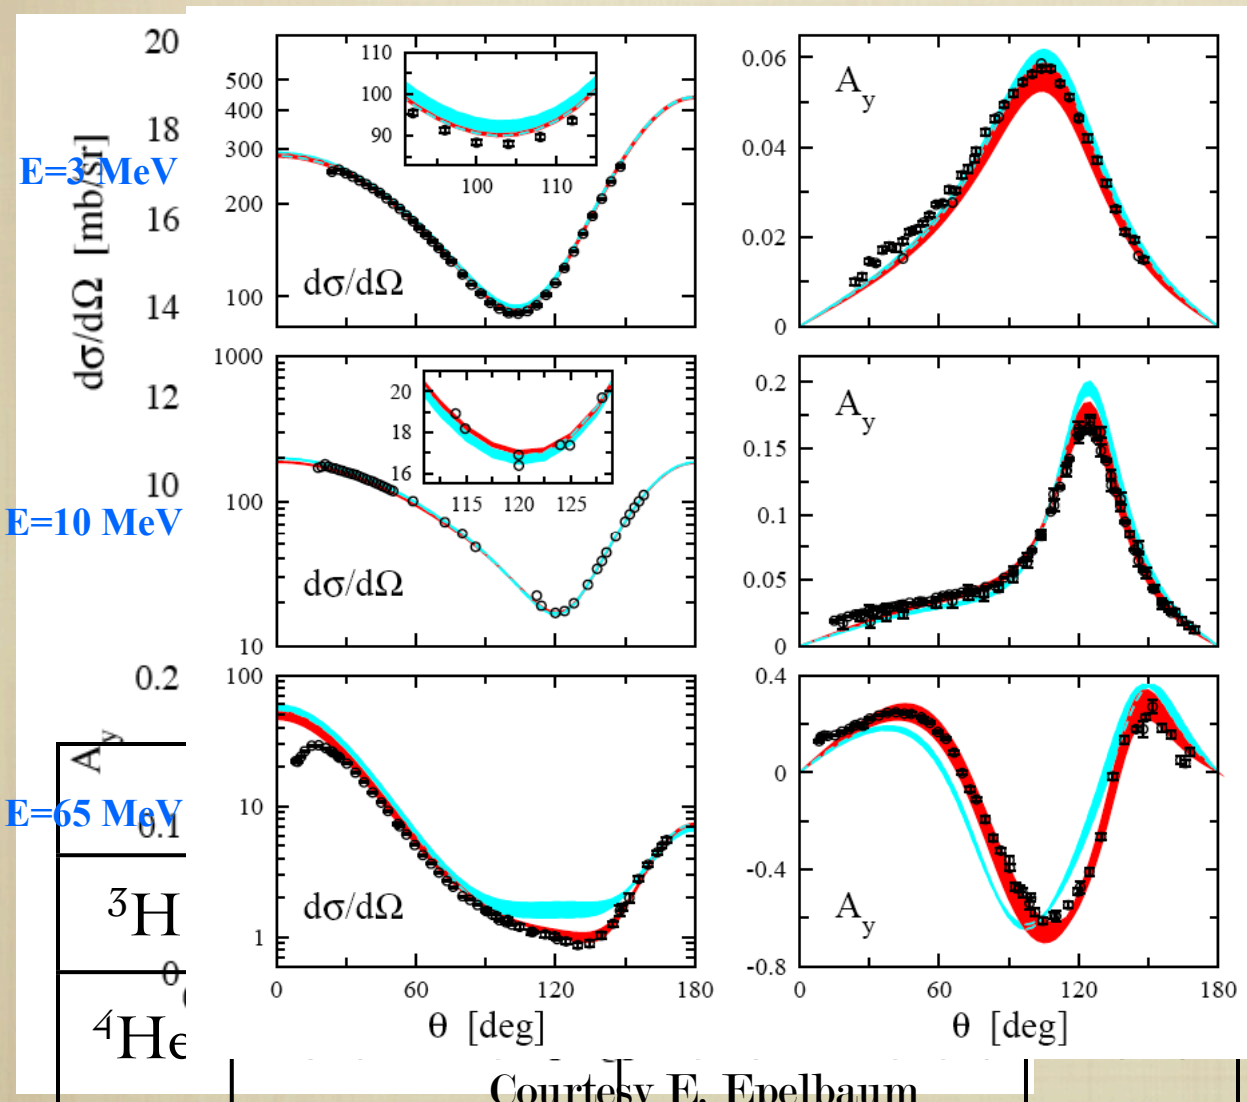 20
18
16
14
12
10
dσ/dΩ [mb/sr]
0.2
0.1
0
A_y
E=3 MeV
E=10 MeV
E=65 MeV
³H
⁴He
500
400
300
200
100
dσ/dΩ
110
100
90
100 110
0.06
0.04
0.02
0
A_y
1000
100
10
dσ/dΩ
20
18
16
115 120 125
0.2
0.15
0.1
0.05
0
A_y
100
10
1
dσ/dΩ
0 60 120 180
θ [deg]
0.4
0
-0.4
-0.8
A_y
0 60 120 180
θ [deg]
Courtesy E. Epelbaum